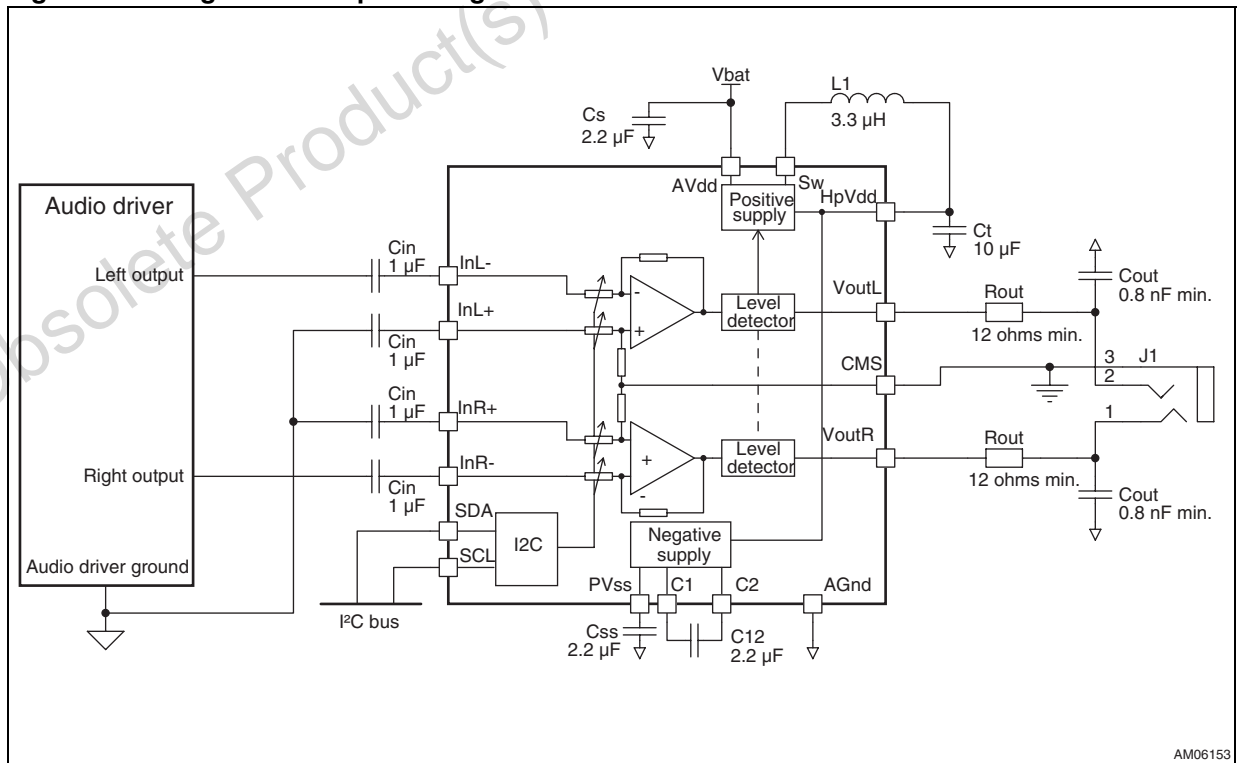 Obsolete Product(s)
Vbat
L1
3.3 µH
Cs
2.2 µF
AVdd
Sw
HpVdd
Positive
supply
Ct
10 µF
Audio driver
Left output
Cin
1 µF
InL-
Cin
1 µF
InL+
-
+
Level
detector
VoutL
Rout
12 ohms min.
Cout
0.8 nF min.
CMS
3
2
J1
1
Cin
1 µF
InR+
Right output
Cin
1 µF
InR-
+
-
Level
detector
VoutR
Rout
12 ohms min.
Cout
0.8 nF min.
SDA
SCL
I2C
I²C bus
Audio driver ground
Negative
supply
PVss
C1
C2
AGnd
Css
2.2 µF
C12
2.2 µF
AM06153